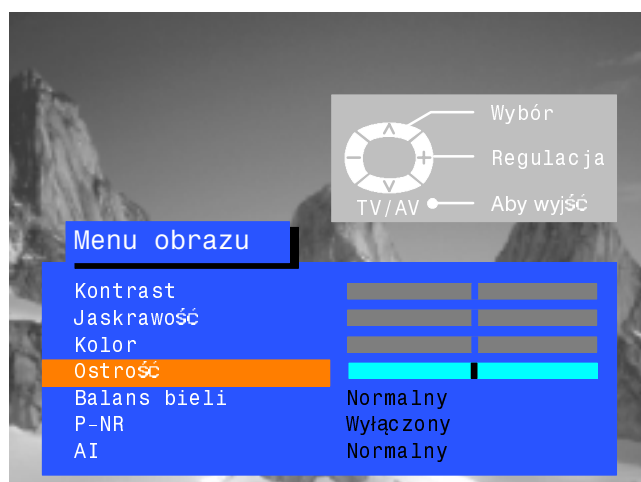 Wybór
Regulacja
TV/AV Aby wyjść
Menu obrazu
Kontrast
Jaskrawość
Kolor
Ostrość
Balans bieli Normalny
P-NR Wyłączony
AI Normalny